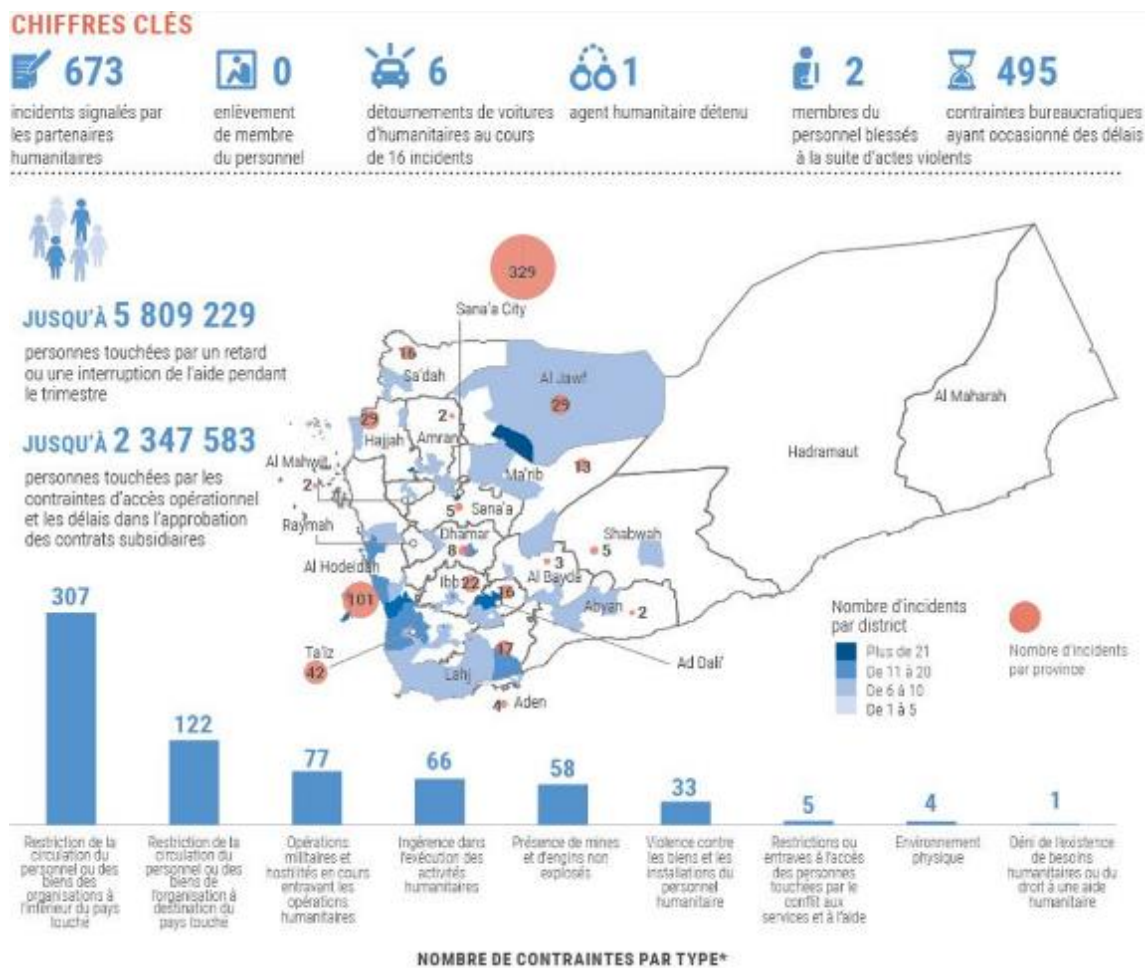 CHIFFRES CLÉS
673
incidents signalés par
les partenaires
humanitaires
0
enlèvement
de membre
du personnel
6
détournements de voitures
d'humanitaires au cours
de 16 incidents
1
agent humanitaire détenu
2
membres du
personnel blessés
à la suite d'actes violents
495
contraintes bureaucratiques
ayant occasionné des délais
JUSQU'À 5 809 229
personnes touchées par un retard
ou une interruption de l'aide pendant
le trimestre
JUSQU'À 2 347 583
personnes touchées par les
contraintes d'accès opérationnel
et les délais dans l'approbation
des contrats subsidiaires
329
Sana'a City
16
Sa'dah
Al Jawf
29
29
Hajjah
2
Amran
Al Mahwit
2
Ma'rib
13
5
Sana'a
Raymah
Dhamar
8
Al Hodeïdah
101
Ibb
22
16
3
Al Bayda
Shabwah
5
Abyan
2
Ta'iz
42
Lahj
17
Ad Dali'
4
Aden
Hadramaut
Al Maharah
Nombre d'incidents
par district
Plus de 21
De 11 à 20
De 6 à 10
De 1 à 5
Nombre d'incidents
par province
307
Restriction de la
circulation du
personnel ou des
biens des
organisations à
l'intérieur du pays
touché
122
Restriction de la
circulation du
personnel ou des
biens de
l'organisation à
destination du
pays touché
77
Opérations
militaires et
hostilités en cours
entravant les
opérations
humanitaires
66
Ingérence dans
l'exécution des
activités
humanitaires
58
Présence de mines
et d'engins non
explosés
33
Violence contre
les biens et les
installations du
personnel
humanitaire
5
Restrictions ou
entraves à l'accès
des personnes
touchées par le
conflit aux
services et à l'aide
4
Environnement
physique
1
Déni de l'existence
de besoins
humanitaires ou du
droit à une aide
humanitaire
NOMBRE DE CONTRAINTES PAR TYPE*